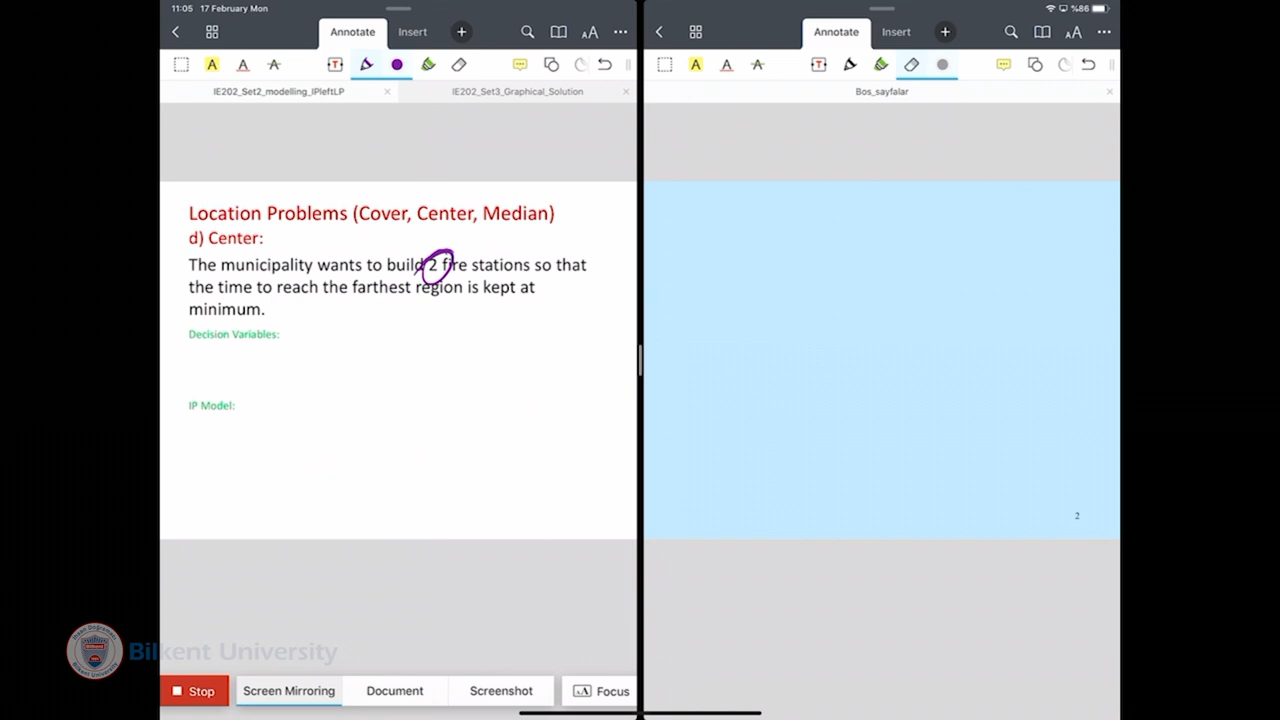 11:05 17 February Mon
%86
Annotate
Insert
Annotate
Insert
IE202_Set2_modelling_IPleftLP
IE202_Set3_Graphical_Solution
Bos_sayfalar
Location Problems (Cover, Center, Median)
d) Center:
The municipality wants to build 2 fire stations so that
the time to reach the farthest region is kept at
minimum.
Decision Variables:
IP Model:
2
Bilkent University
Stop
Screen Mirroring
Document
Screenshot
Focus